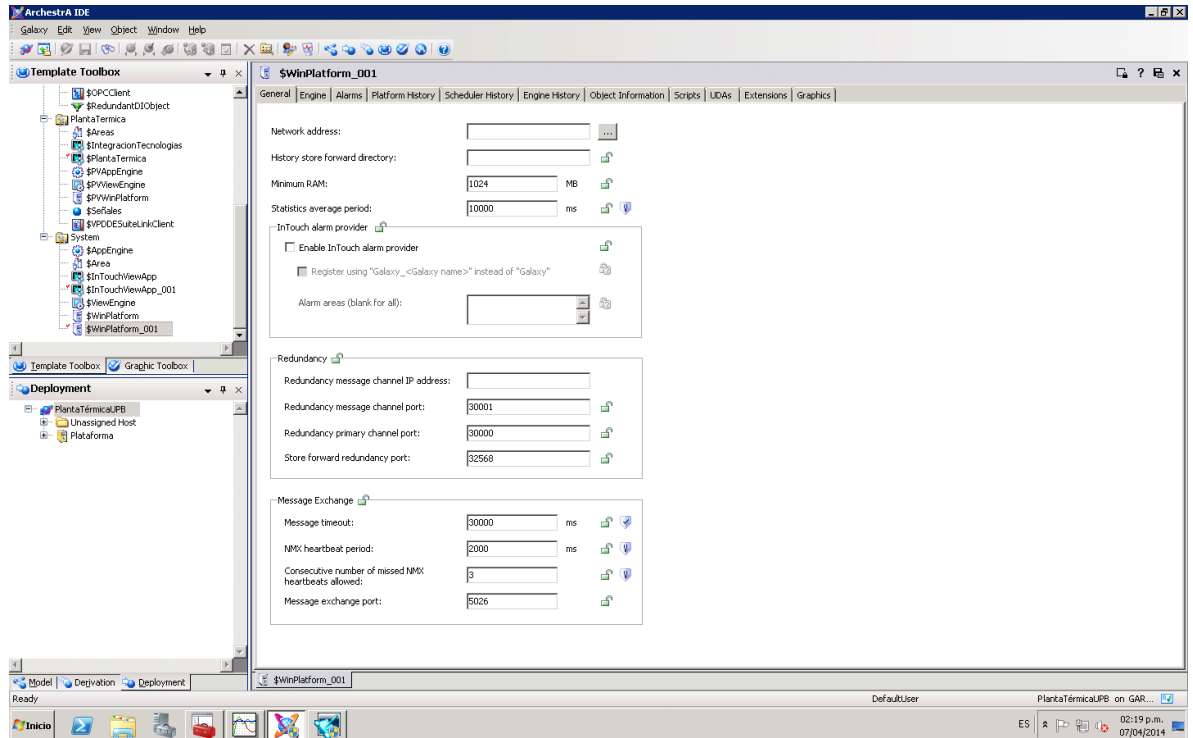 ArchestrA IDE
Galaxy Edit View Object Window Help
Template Toolbox
$OPCClient
$RedundantDIObject
PlantaTermica
$Areas
$IntegracionTecnologias
$PlantaTermica
$PVAppEngine
$PVViewEngine
$PVWinPlatform
$Señales
$VPDDESuiteLinkClient
System
$AppEngine
$Area
$InTouchViewApp
$InTouchViewApp_001
$ViewEngine
$WinPlatform
$WinPlatform_001
Template Toolbox Graphic Toolbox
Deployment
PlantaTérmicaUPB
Unassigned Host
Plataforma
Model Derivation Deployment
$WinPlatform_001
General Engine Alarms Platform History Scheduler History Engine History Object Information Scripts UDAs Extensions Graphics
Network address: ...
History store forward directory:
Minimum RAM: 1024 MB
Statistics average period: 10000 ms
InTouch alarm provider
Enable InTouch alarm provider
Register using "Galaxy_<Galaxy name>" instead of "Galaxy"
Alarm areas (blank for all):
Redundancy
Redundancy message channel IP address:
Redundancy message channel port: 30001
Redundancy primary channel port: 30000
Store forward redundancy port: 32568
Message Exchange
Message timeout: 30000 ms
NMX heartbeat period: 2000 ms
Consecutive number of missed NMX
heartbeats allowed: 3
Message exchange port: 5026
$WinPlatform_001
Ready DefaultUser PlantaTérmicaUPB on GAR...
Inicio ES 02:19 p.m.
07/04/2014